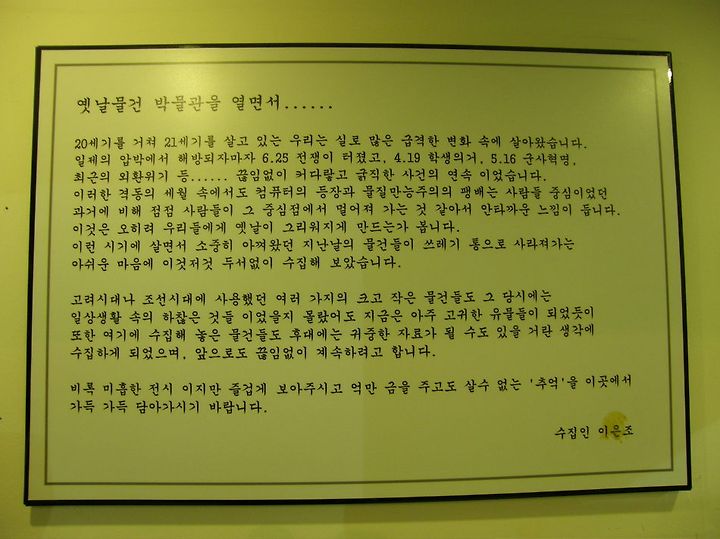 옛날물건 박물관을 열면서......
20세기를 거쳐 21세기를 살고 있는 우리는 실로 많은 급격한 변화 속에 살아왔습니다.
일제의 압박에서 해방되자마자 6.25 전쟁이 터졌고, 4.19 학생의거, 5.16 군사혁명,
최근의 외환위기 등...... 끊임없이 커다랗고 굵직한 사건의 연속 이었습니다.
이러한 격동의 세월 속에서도 컴퓨터의 등장과 물질만능주의의 팽배는 사람들 중심이었던
과거에 비해 점점 사람들이 그 중심점에서 멀어져 가는 것 같아서 안타까운 느낌이 듭니다.
이것은 오히려 우리들에게 옛날이 그리워지게 만드는가 봅니다.
이런 시기에 살면서 소중히 아껴왔던 지난날의 물건들이 쓰레기 통으로 사라져가는
아쉬운 마음에 이것저것 두서없이 수집해 보았습니다.
고려시대나 조선시대에 사용했던 여러 가지의 크고 작은 물건들도 그 당시에는
일상생활 속의 하찮은 것들 이었을지 몰랐어도 지금은 아주 고귀한 유물들이 되었듯이
또한 여기에 수집해 놓은 물건들도 후대에는 귀중한 자료가 될 수도 있을 거란 생각에
수집하게 되었으며, 앞으로도 끊임없이 계속하려고 합니다.
비록 미흡한 전시 이지만 즐겁게 보아주시고 억만 금을 주고도 살수 없는 '추억'을 이곳에서
가득 가득 담아가시기 바랍니다.
수집인 이은조